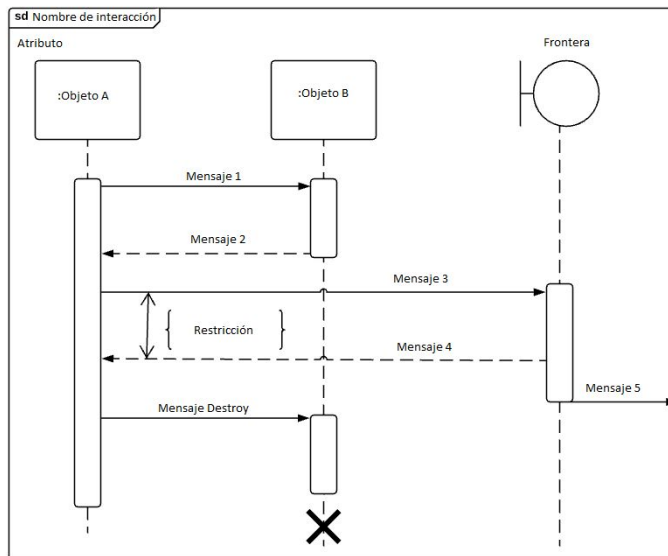 sd Nombre de interacción
Atributo
Frontera
:Objeto A
:Objeto B
Mensaje 1
Mensaje 2
Mensaje 3
{ Restricción }
Mensaje 4
Mensaje 5
Mensaje Destroy